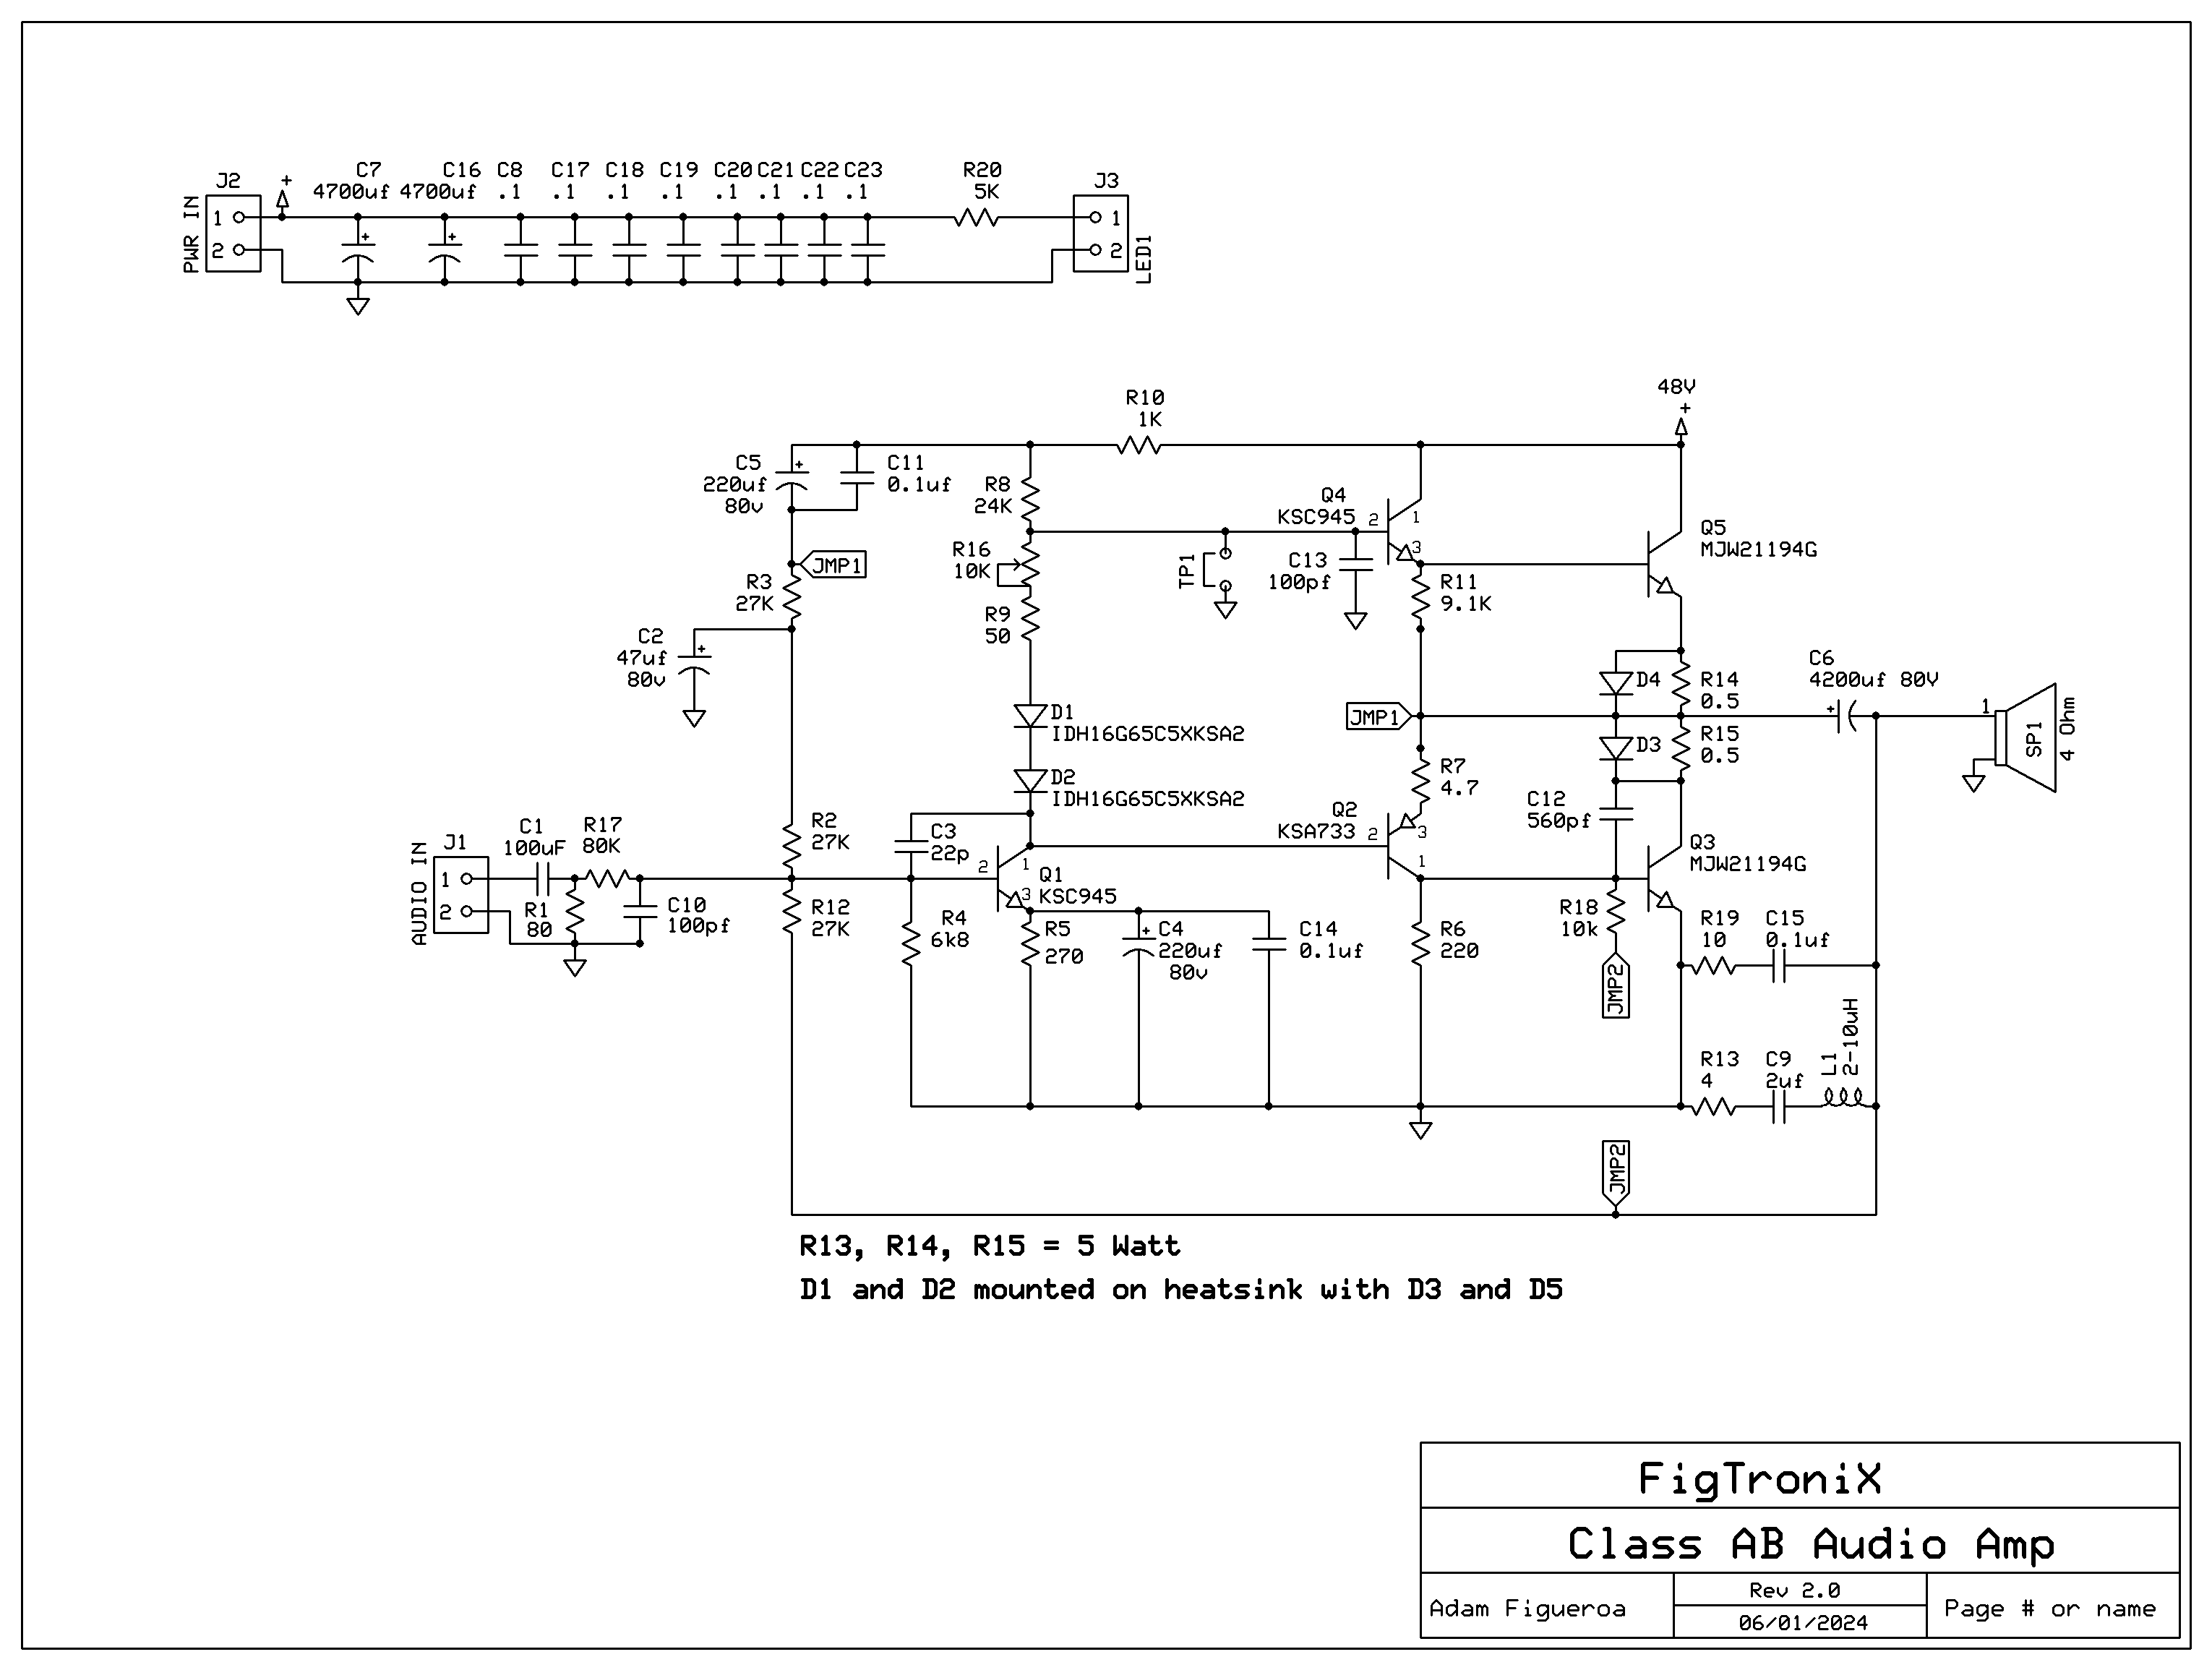 C7 C16 C8 C17 C18 C19 C20 C21 C22 C23 R20
J2 + 4700uf 4700uf .1 .1 .1 .1 .1 .1 .1 .1 5K J3
PWR IN 1 + + 1
2 2 LED1
48V
R10 +
1K
C5 + C11
220uf 0.1uf
80v
R8
24K
Q4
KSC945 2 1
3
Q5
MJW21194G
R16
10K
JMP1
TP1
C13
100pf
R3
27K
R11
9.1K
R9
50
C2 +
47uf
80v
D4 R14
0.5
C6
4200uf 80V
+
1
SP1
4 Ohm
D1
IDH16G65C5XKSA2
JMP1
D3 R15
0.5
D2
IDH16G65C5XKSA2
R7
4.7
C12
560pf
Q2
KSA733 2 3
1
AUDIO IN
J1
1
2
C1
100uF
R17
80K
R2
27K
C3
22p
2 1
3
Q1
KSC945
Q3
MJW21194G
R1
80
C10
100pf
R12
27K
R4
6k8
R5
270
+ C4
220uf
80v
C14
0.1uf
R6
220
R18
10k
R19
10
C15
0.1uf
JMP2
R13
4
C9
2uf
L1
2-10uH
JMP2
R13, R14, R15 = 5 Watt
D1 and D2 mounted on heatsink with D3 and D5
FigTroniX
Class AB Audio Amp
Adam Figueroa
Rev 2.0
06/01/2024
Page # or name